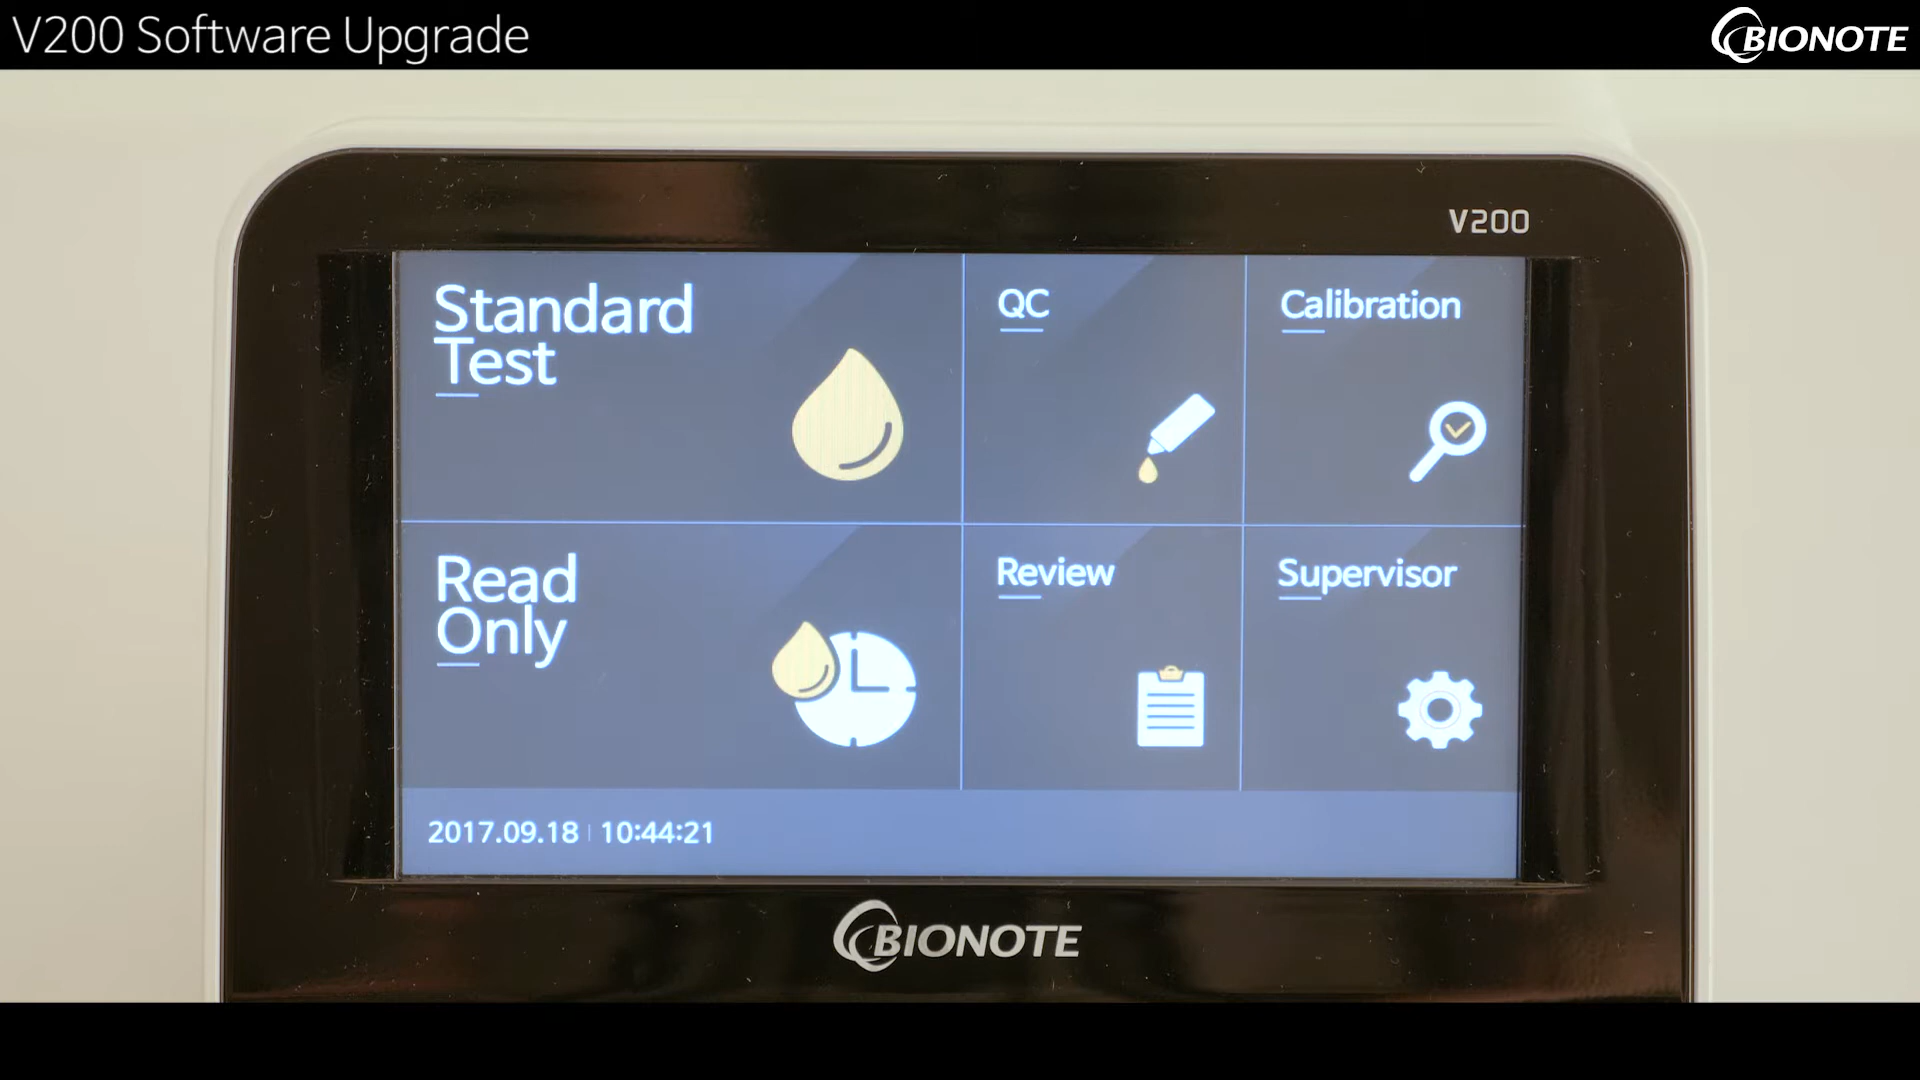 V200 Software Upgrade
BIONOTE
V200
Standard
Test
QC
Calibration
Read
Only
Review
Supervisor
2017.09.18 | 10:44:21
BIONOTE